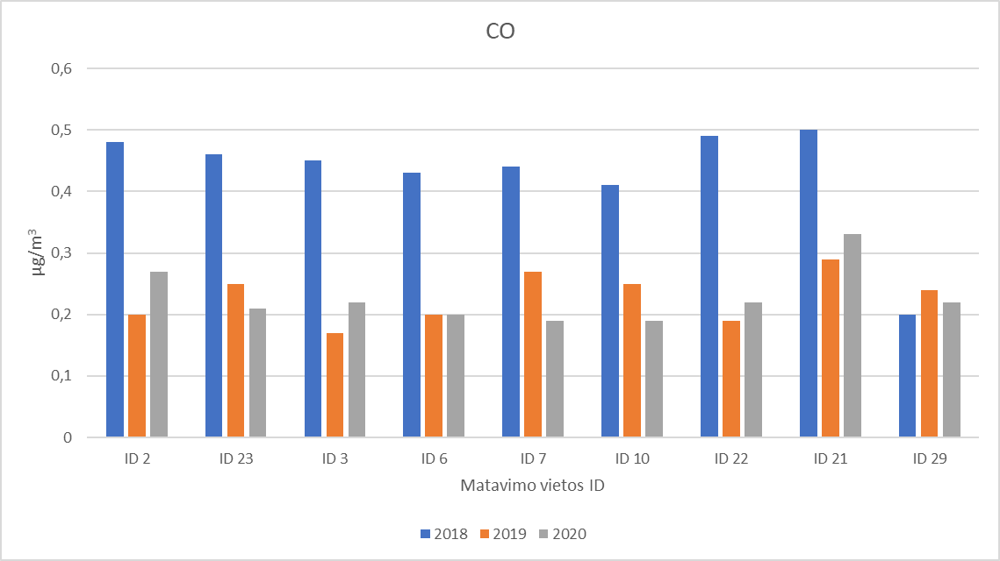 CO
0,6
0,5
0,4
0,3
0,2
0,1
0
µg/m³
ID 2 ID 23 ID 3 ID 6 ID 7 ID 10 ID 22 ID 21 ID 29
Matavimo vietos ID
2018 2019 2020